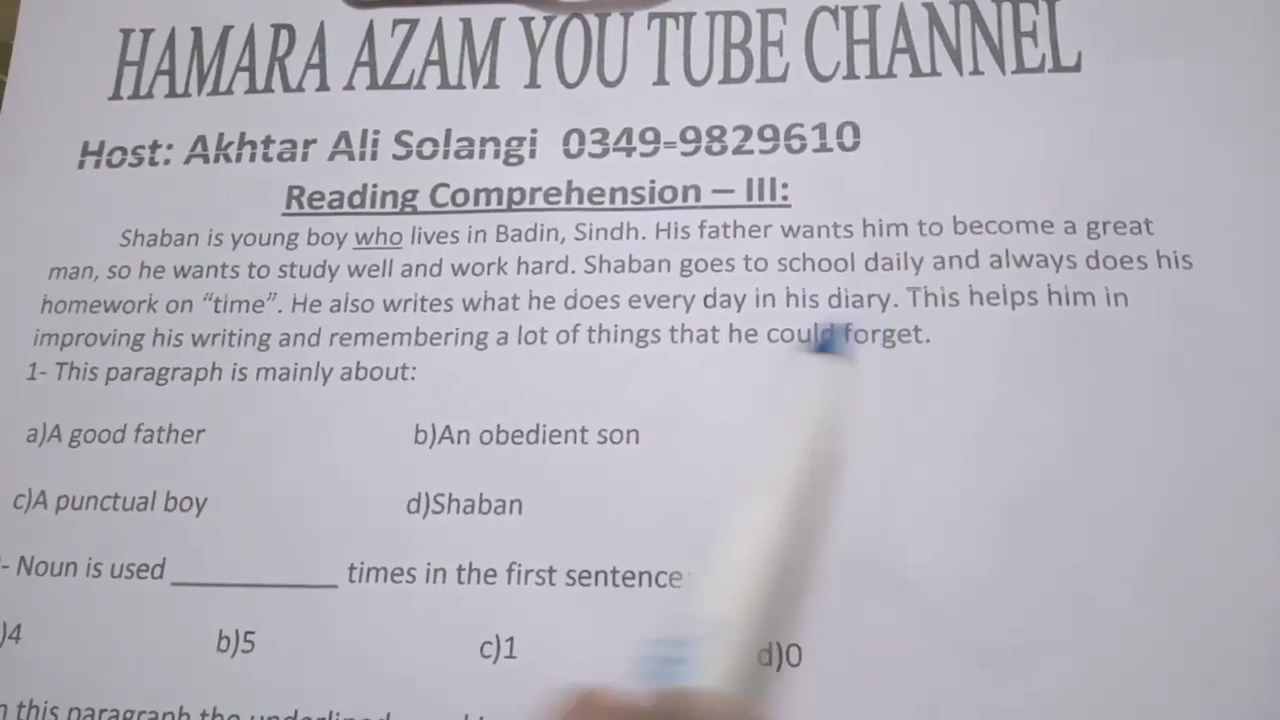 HAMARA AZAM YOU TUBE CHANNEL
Host: Akhtar Ali Solangi 0349-9829610
Reading Comprehension – III:
Shaban is young boy who lives in Badin, Sindh. His father wants him to become a great
man, so he wants to study well and work hard. Shaban goes to school daily and always does his
homework on “time”. He also writes what he does every day in his diary. This helps him in
improving his writing and remembering a lot of things that he could forget.
1- This paragraph is mainly about:
a)A good father b)An obedient son
c)A punctual boy d)Shaban
- Noun is used __________ times in the first sentence
)4 b)5 c)1 d)0
this paragraph the underlined